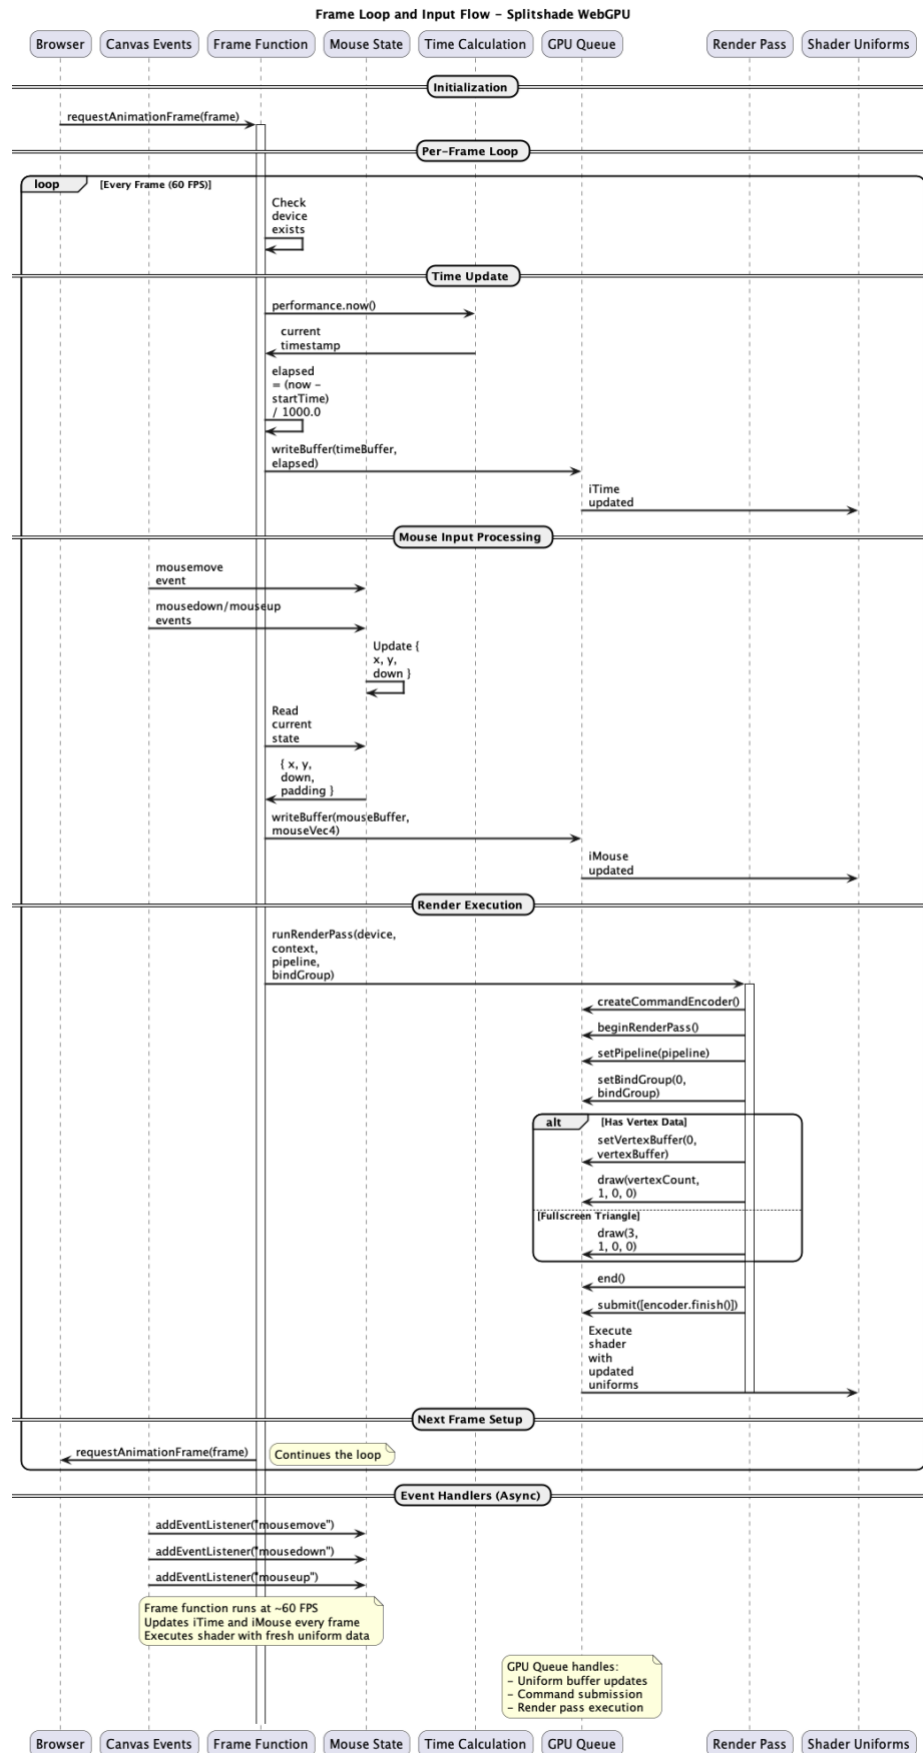 Frame Loop and Input Flow - Splitshade WebGPU
Browser Canvas Events Frame Function Mouse State Time Calculation GPU Queue Render Pass Shader Uniforms
Initialization
requestAnimationFrame(frame)
Per-Frame Loop
loop [Every Frame (60 FPS)]
Check
device
exists
Time Update
performance.now()
current
timestamp
elapsed
= (now -
startTime)
/ 1000.0
writeBuffer(timeBuffer,
elapsed)
iTime
updated
Mouse Input Processing
mousemove
event
mousedown/mouseup
events
Update {
x, y,
down }
Read
current
state
{ x, y,
down,
padding }
writeBuffer(mouseBuffer,
mouseVec4)
iMouse
updated
Render Execution
runRenderPass(device,
context,
pipeline,
bindGroup)
createCommandEncoder()
beginRenderPass()
setPipeline(pipeline)
setBindGroup(0,
bindGroup)
alt [Has Vertex Data]
setVertexBuffer(0,
vertexBuffer)
draw(vertexCount,
1, 0, 0)
[Fullscreen Triangle]
draw(3,
1, 0, 0)
end()
submit([encoder.finish()])
Execute
shader
with
updated
uniforms
Next Frame Setup
requestAnimationFrame(frame)
Continues the loop
Event Handlers (Async)
addEventListener("mousemove")
addEventListener("mousedown")
addEventListener("mouseup")
Frame function runs at ~60 FPS
Updates iTime and iMouse every frame
Executes shader with fresh uniform data
GPU Queue handles:
- Uniform buffer updates
- Command submission
- Render pass execution
Browser Canvas Events Frame Function Mouse State Time Calculation GPU Queue Render Pass Shader Uniforms